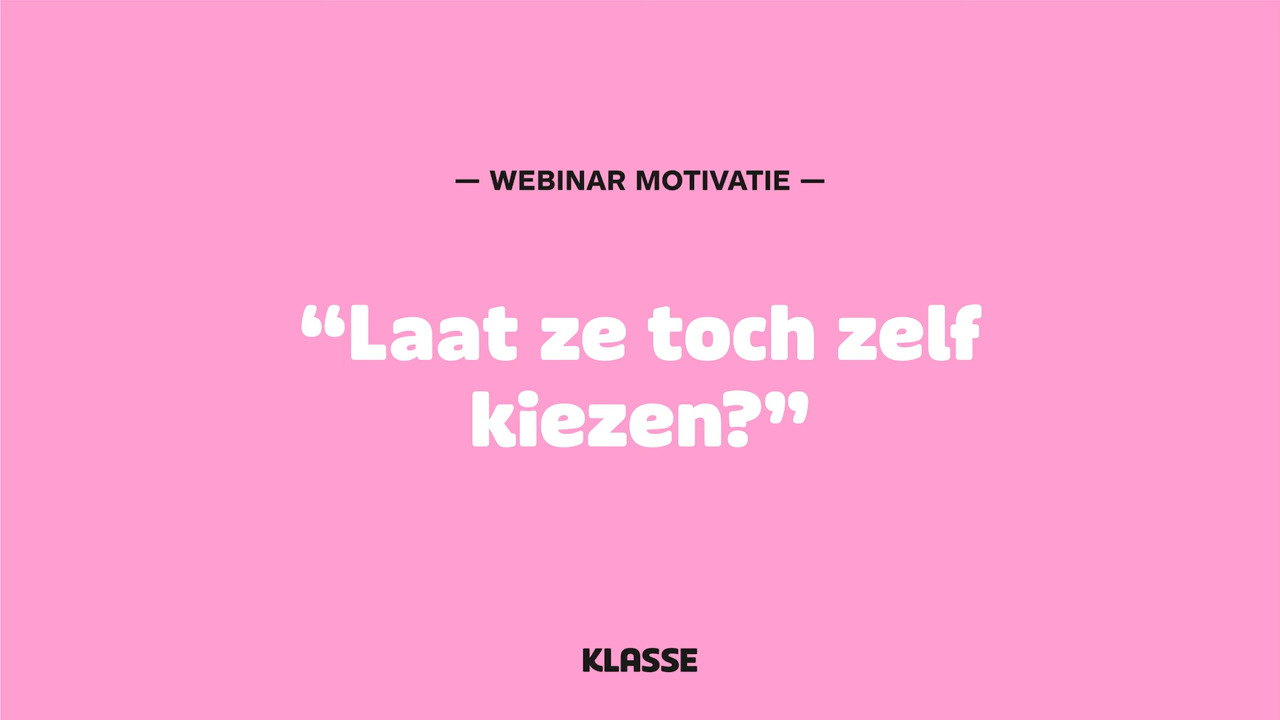 — WEBINAR MOTIVATIE —
“Laat ze toch zelf
kiezen?”
KLASSE